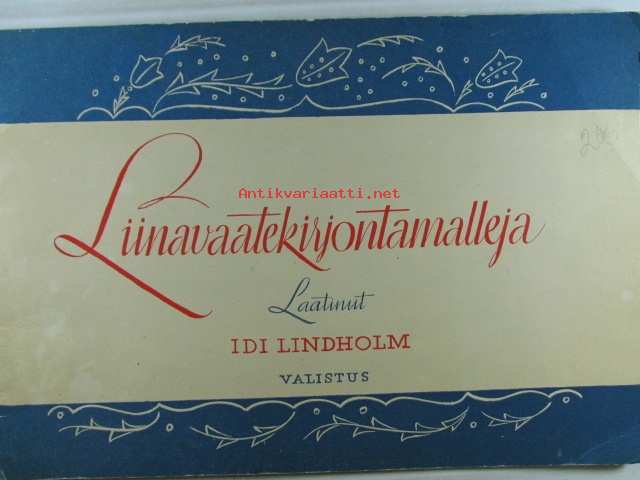 Antikvariaatti.net
Liinavaatekirjontamalleja
Laatinut
IDI LINDHOLM
VALISTUS